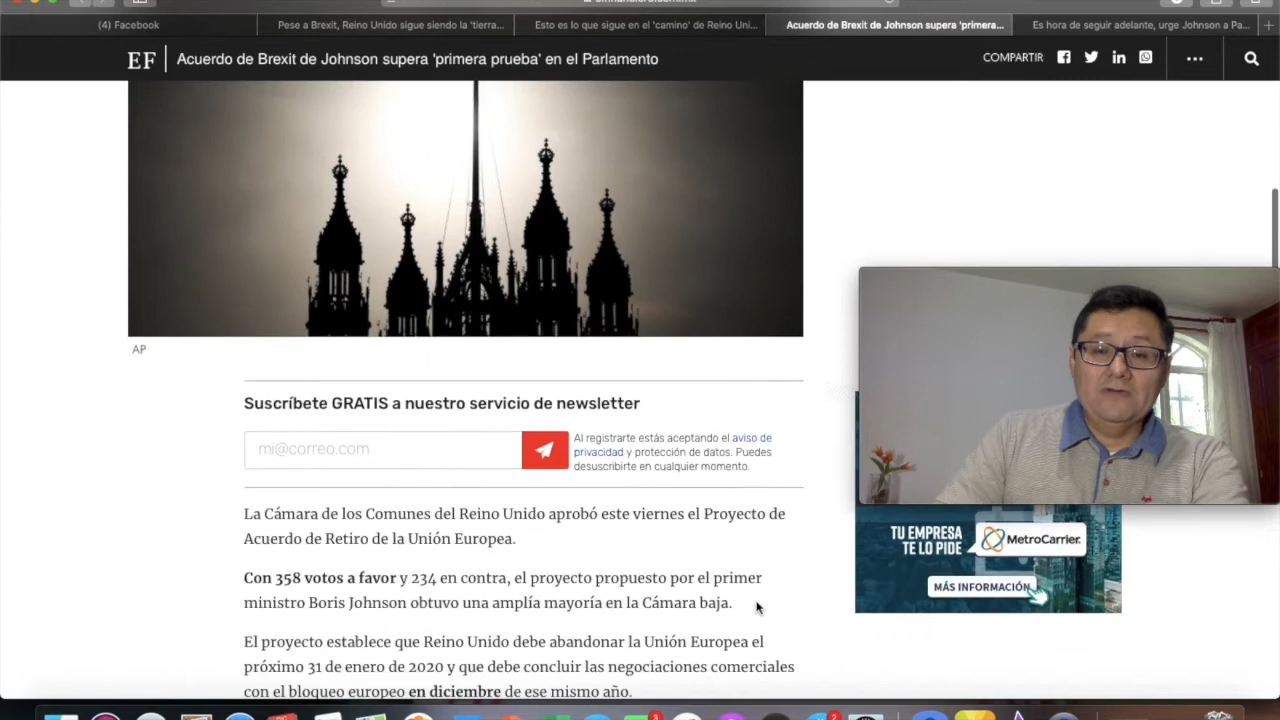 (4) Facebook
Pese a Brexit, Reino Unido sigue siendo la 'tierra...
Esto es lo que sigue en el 'camino' de Reino Uni...
Acuerdo de Brexit de Johnson supera 'primera...
Es hora de seguir adelante, urge Johnson a Pa...
EF Acuerdo de Brexit de Johnson supera 'primera prueba' en el Parlamento
COMPARTIR
AP
Suscríbete GRATIS a nuestro servicio de newsletter
mi@correo.com
Al registrarte estás aceptando el aviso de
privacidad y protección de datos. Puedes
desuscribirte en cualquier momento.
La Cámara de los Comunes del Reino Unido aprobó este viernes el Proyecto de
Acuerdo de Retiro de la Unión Europea.
Con 358 votos a favor y 234 en contra, el proyecto propuesto por el primer
ministro Boris Johnson obtuvo una amplía mayoría en la Cámara baja.
El proyecto establece que Reino Unido debe abandonar la Unión Europea el
próximo 31 de enero de 2020 y que debe concluir las negociaciones comerciales
con el bloqueo europeo en diciembre de ese mismo año.
TU EMPRESA
TE LO PIDE
MetroCarrier.
MÁS INFORMACIÓN